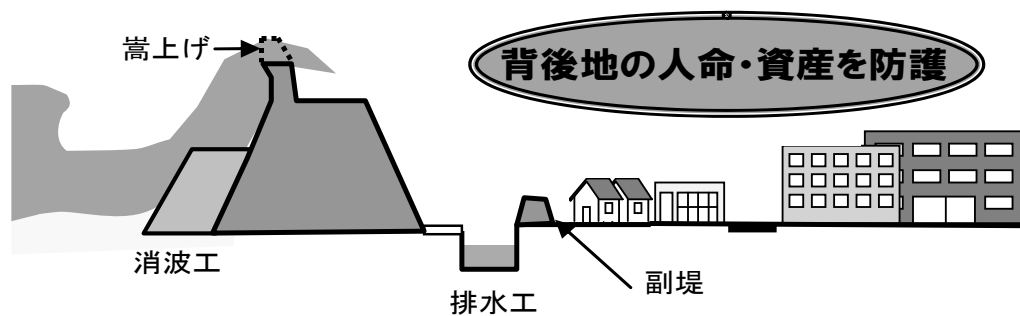 嵩上げ
背後地の人命・資産を防護
消波工
排水工
副堤